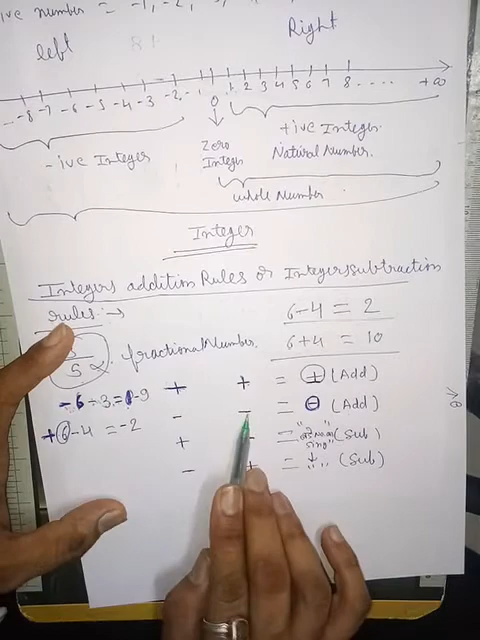 ive number = -1, -2,
left
Right
... -8 -7 -6 -5 -4 -3 -2 -1 0 1 2 3 4 5 6 7 8 .... +∞
-ive Integer
Zero Integer
+ive Integer
Natural Number.
whole Number
Integer
Integers addition Rules or Integers subtraction
rules:→
6-4 = 2
6+4 = 10
5
fractional Number.
+ + = + (Add)
-6-3=-9
- - = - (Add)
+6-4 = -2
+ - = (Sub)
- + = (Sub)
∞